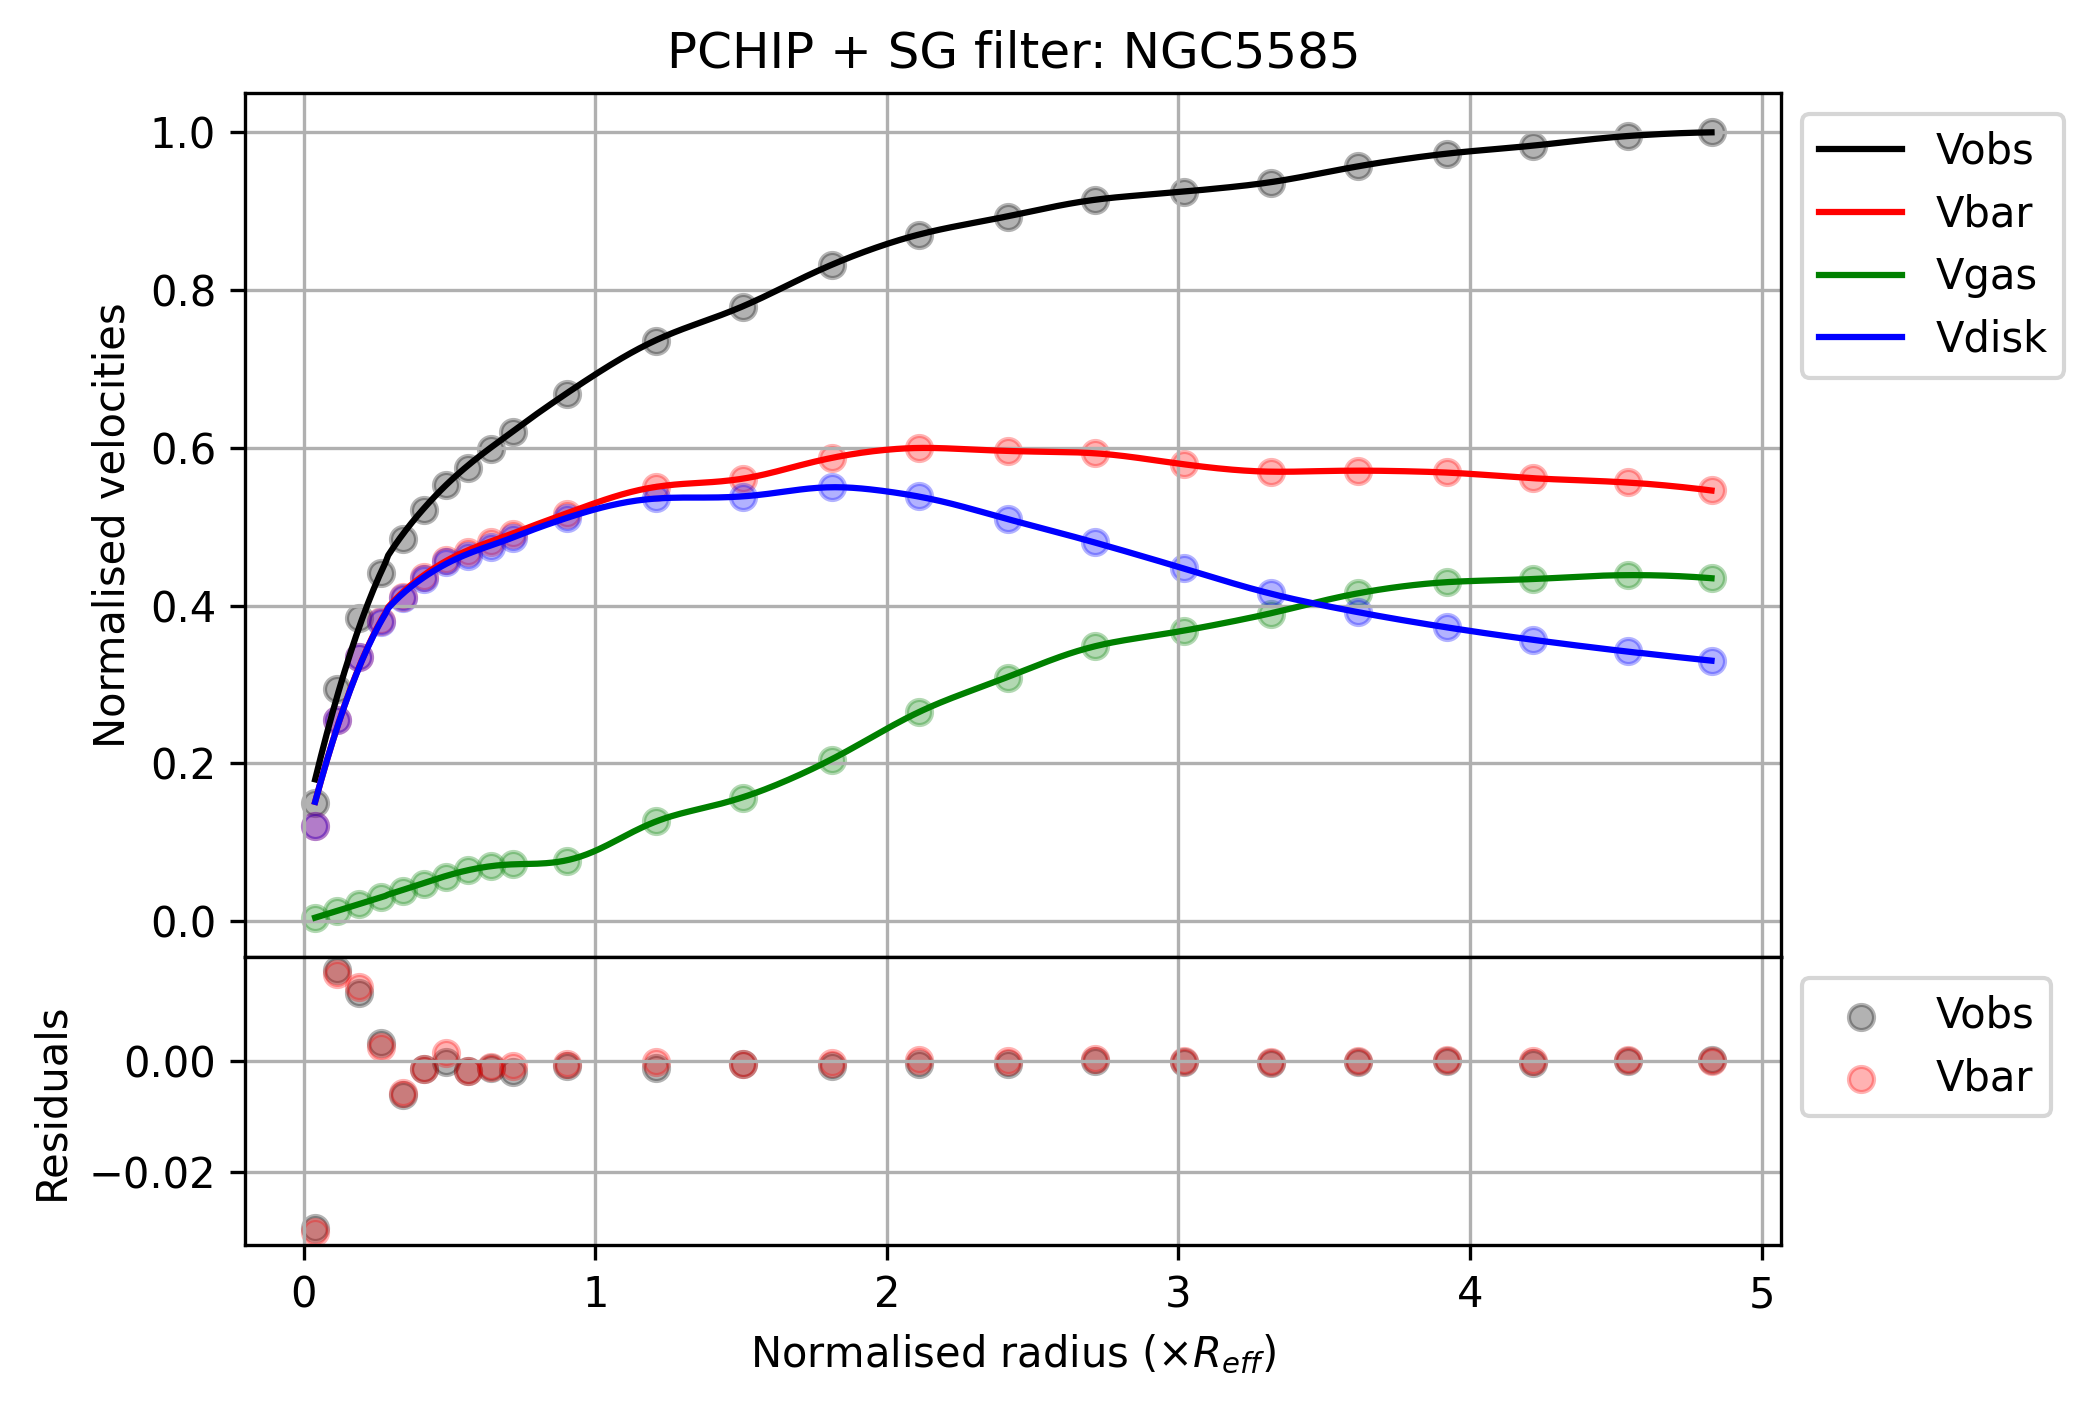 PCHIP + SG filter: NGC5585
Normalised velocities
1.0
0.8
0.6
0.4
0.2
0.0
Vobs
Vbar
Vgas
Vdisk
Residuals
0.00
−0.02
Vobs
Vbar
0 1 2 3 4 5
Normalised radius (×R_eff)